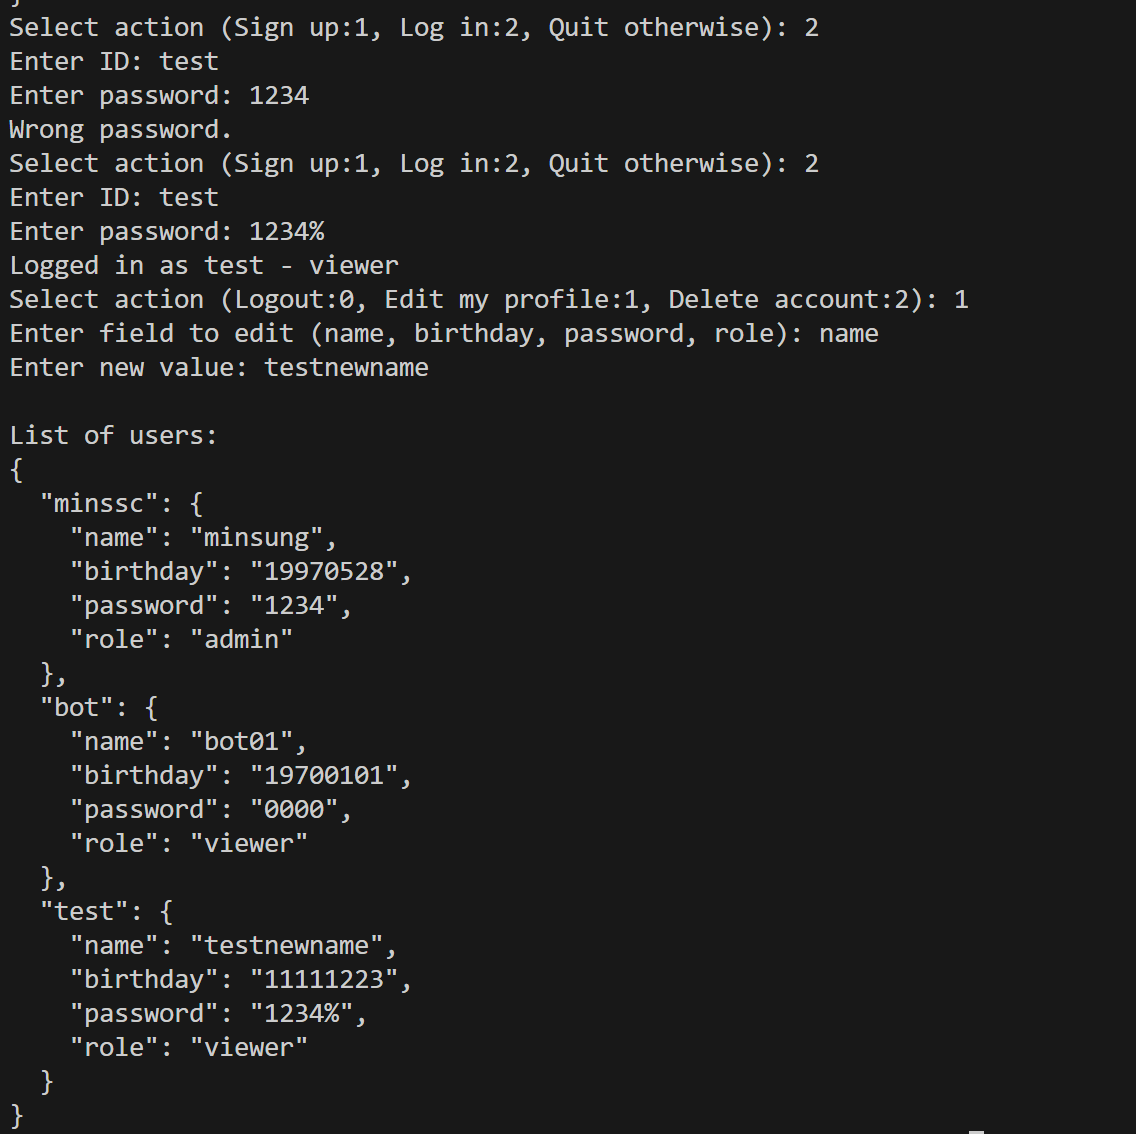 }
Select action (Sign up:1, Log in:2, Quit otherwise): 2
Enter ID: test
Enter password: 1234
Wrong password.
Select action (Sign up:1, Log in:2, Quit otherwise): 2
Enter ID: test
Enter password: 1234%
Logged in as test - viewer
Select action (Logout:0, Edit my profile:1, Delete account:2): 1
Enter field to edit (name, birthday, password, role): name
Enter new value: testnewname

List of users:
{
  "minssc": {
    "name": "minsung",
    "birthday": "19970528",
    "password": "1234",
    "role": "admin"
  },
  "bot": {
    "name": "bot01",
    "birthday": "19700101",
    "password": "0000",
    "role": "viewer"
  },
  "test": {
    "name": "testnewname",
    "birthday": "11111223",
    "password": "1234%",
    "role": "viewer"
  }
}